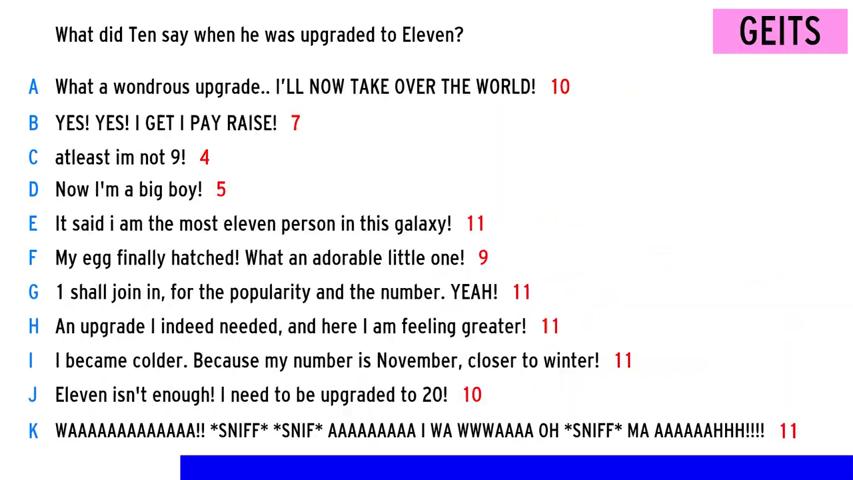 What did Ten say when he was upgraded to Eleven?
GEITS
A What a wondrous upgrade.. I'LL NOW TAKE OVER THE WORLD! 10
B YES! YES! I GET I PAY RAISE! 7
C atleast im not 9! 4
D Now I'm a big boy! 5
E It said i am the most eleven person in this galaxy! 11
F My egg finally hatched! What an adorable little one! 9
G 1 shall join in, for the popularity and the number. YEAH! 11
H An upgrade I indeed needed, and here I am feeling greater! 11
I I became colder. Because my number is November, closer to winter! 11
J Eleven isn't enough! I need to be upgraded to 20! 10
K WAAAAAAAAAAAAA!! *SNIFF* *SNIF* AAAAAAAAA I WA WWWAAAA OH *SNIFF* MA AAAAAAHHH!!!! 11